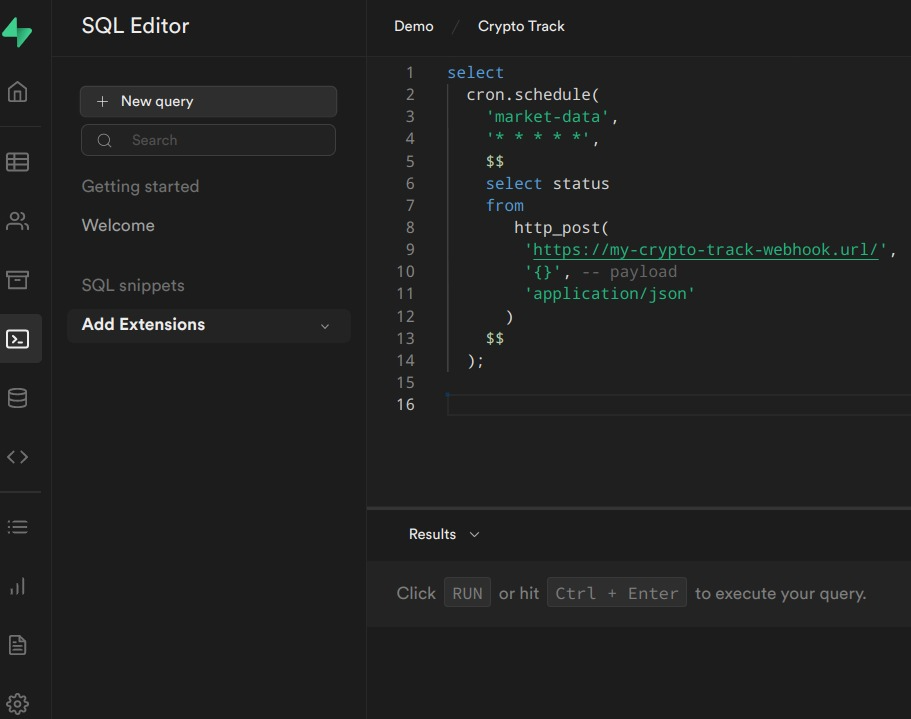 SQL Editor
Demo / Crypto Track
+ New query
Search
Getting started
Welcome
SQL snippets
Add Extensions
1 select
2 cron.schedule(
3 'market-data',
4 '* * * * *',
5 $$
6 select status
7 from
8 http_post(
9 'https://my-crypto-track-webhook.url/',
10 '{}', -- payload
11 'application/json'
12 )
13 $$
14 );
15
16
Results
Click RUN or hit Ctrl + Enter to execute your query.